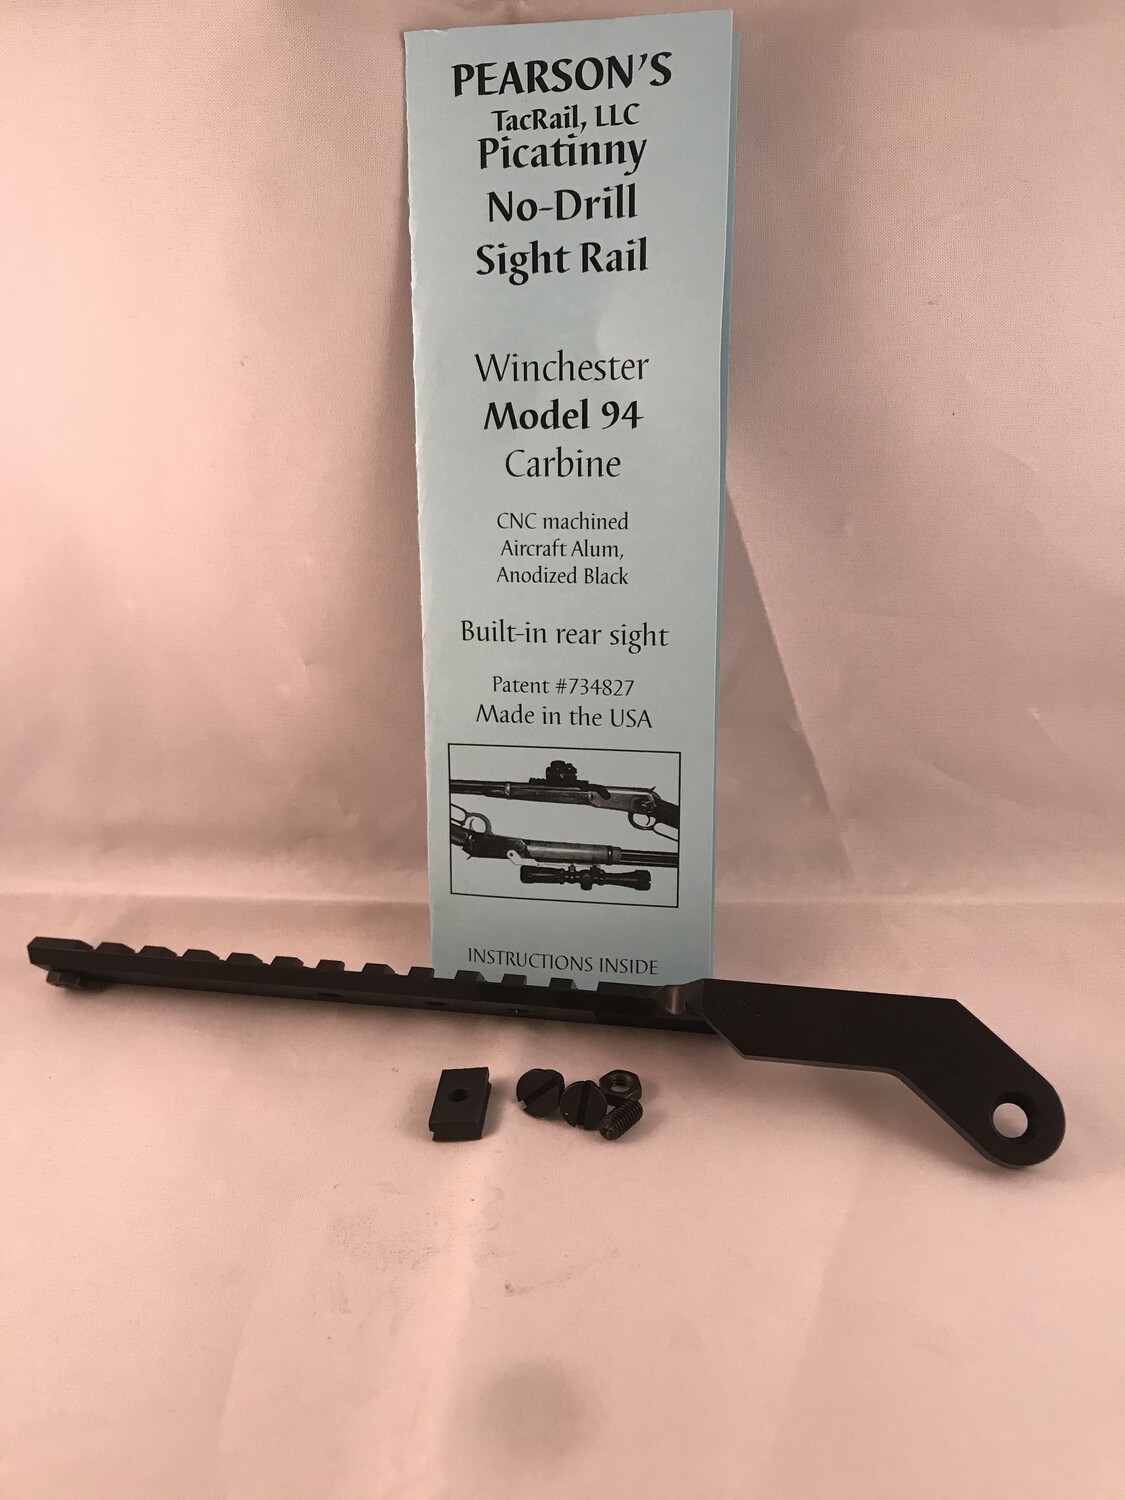 PEARSON'S
TacRail, LLC
Picatinny
No-Drill
Sight Rail
Winchester
Model 94
Carbine
CNC machined
Aircraft Alum,
Anodized Black
Built-in rear sight
Patent #734827
Made in the USA
INSTRUCTIONS INSIDE